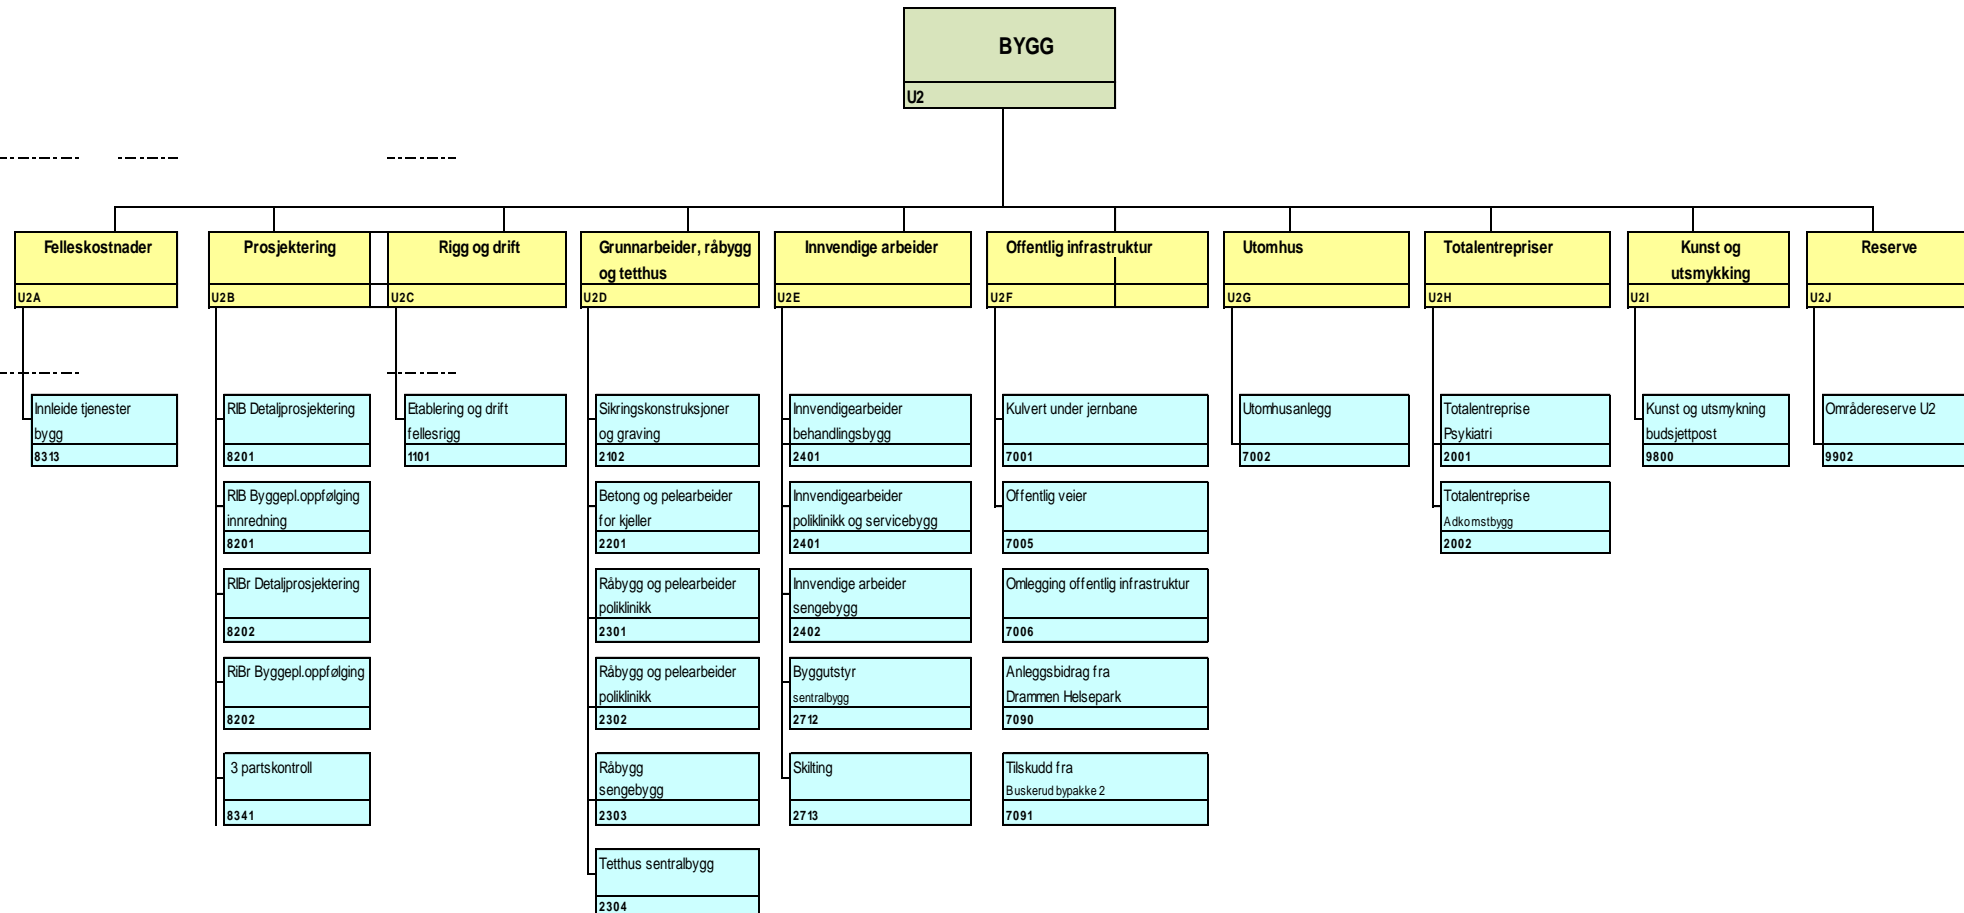 BYGG
U2
Felleskostnader
U2A
Innleide tjenester
bygg
8313
Prosjektering
U2B
RIB Detaljprosjektering
8201
RIB Byggepl.oppfølging
innredning
8201
RIBr Detaljprosjektering
8202
RiBr Byggepl.oppfølging
8202
3 partskontroll
8341
Rigg og drift
U2C
Etablering og drift
fellesrigg
1101
Grunnarbeider, råbygg
og tetthus
U2D
Sikringskonstruksjoner
og graving
2102
Betong og pelearbeider
for kjeller
2201
Råbygg og pelearbeider
poliklinikk
2301
Råbygg og pelearbeider
poliklinikk
2302
Råbygg
sengebygg
2303
Tetthus sentralbygg
2304
Innvendige arbeider
U2E
Innvendigearbeider
behandlingsbygg
2401
Innvendigearbeider
poliklinikk og servicebygg
2401
Innvendige arbeider
sengebygg
2402
Byggutstyr
sentralbygg
2712
Skilting
2713
Offentlig infrastruktur
U2F
Kulvert under jernbane
7001
Offentlig veier
7005
Omlegging offentlig infrastruktur
7006
Anleggsbidrag fra
Drammen Helsepark
7090
Tilskudd fra
Buskerud bypakke 2
7091
Utomhus
U2G
Utomhusanlegg
7002
Totalentrepriser
U2H
Totalentreprise
Psykiatri
2001
Totalentreprise
Adkomstbygg
2002
Kunst og
utsmykking
U2I
Kunst og utsmykning
budsjettpost
9800
Reserve
U2J
Områdereserve U2
9902